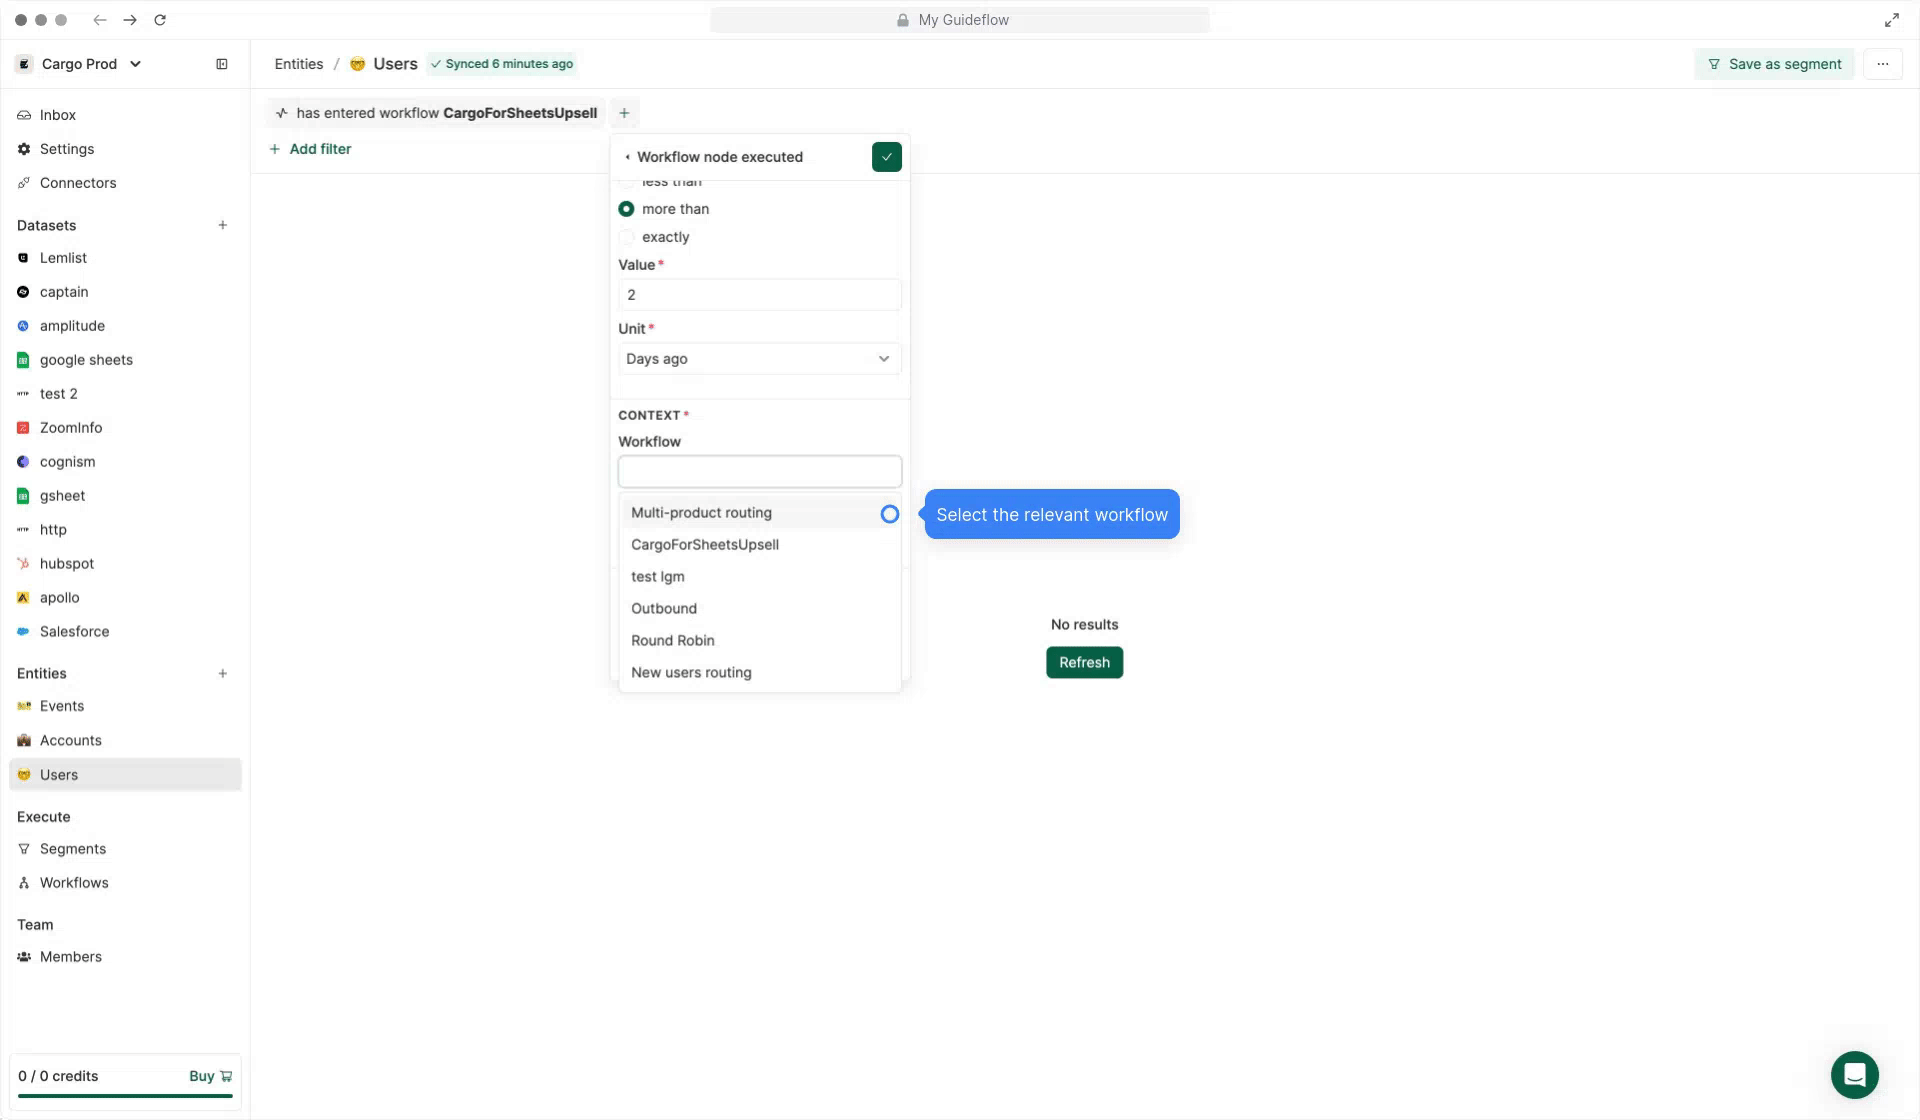 My Guideflow
Cargo Prod
Entities / Users Synced 6 minutes ago
Save as segment
Inbox
Settings
Connectors
Datasets
Lemlist
captain
amplitude
google sheets
HTTP test 2
ZoomInfo
cognism
gsheet
HTTP http
hubspot
apollo
Salesforce
Entities
Events
Accounts
Users
Execute
Segments
Workflows
Team
Members
0 / 0 credits Buy
has entered workflow CargoForSheetsUpsell
Add filter
Workflow node executed
less than
more than
exactly
Value*
2
Unit*
Days ago
CONTEXT*
Workflow
Multi-product routing
CargoForSheetsUpsell
test lgm
Outbound
Round Robin
New users routing
Select the relevant workflow
No results
Refresh